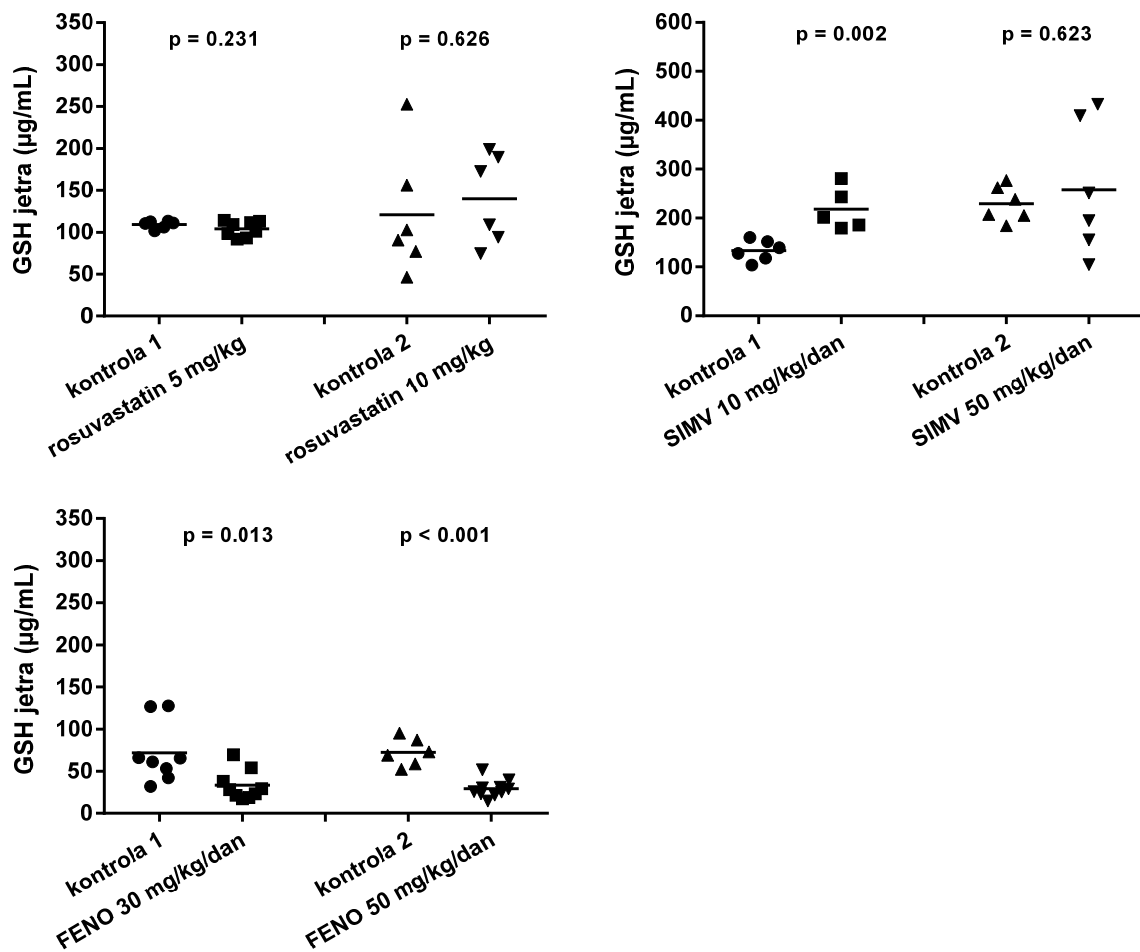 GSH jetra (µg/mL)
350
300
250
200
150
100
50
0
p = 0.231
p = 0.626
kontrola 1
rosuvastatin 5 mg/kg
kontrola 2
rosuvastatin 10 mg/kg
GSH jetra (µg/mL)
600
500
400
300
200
100
0
p = 0.002
p = 0.623
kontrola 1
SIMV 10 mg/kg/dan
kontrola 2
SIMV 50 mg/kg/dan
GSH jetra (µg/mL)
350
300
250
200
150
100
50
0
p = 0.013
p < 0.001
kontrola 1
FENO 30 mg/kg/dan
kontrola 2
FENO 50 mg/kg/dan